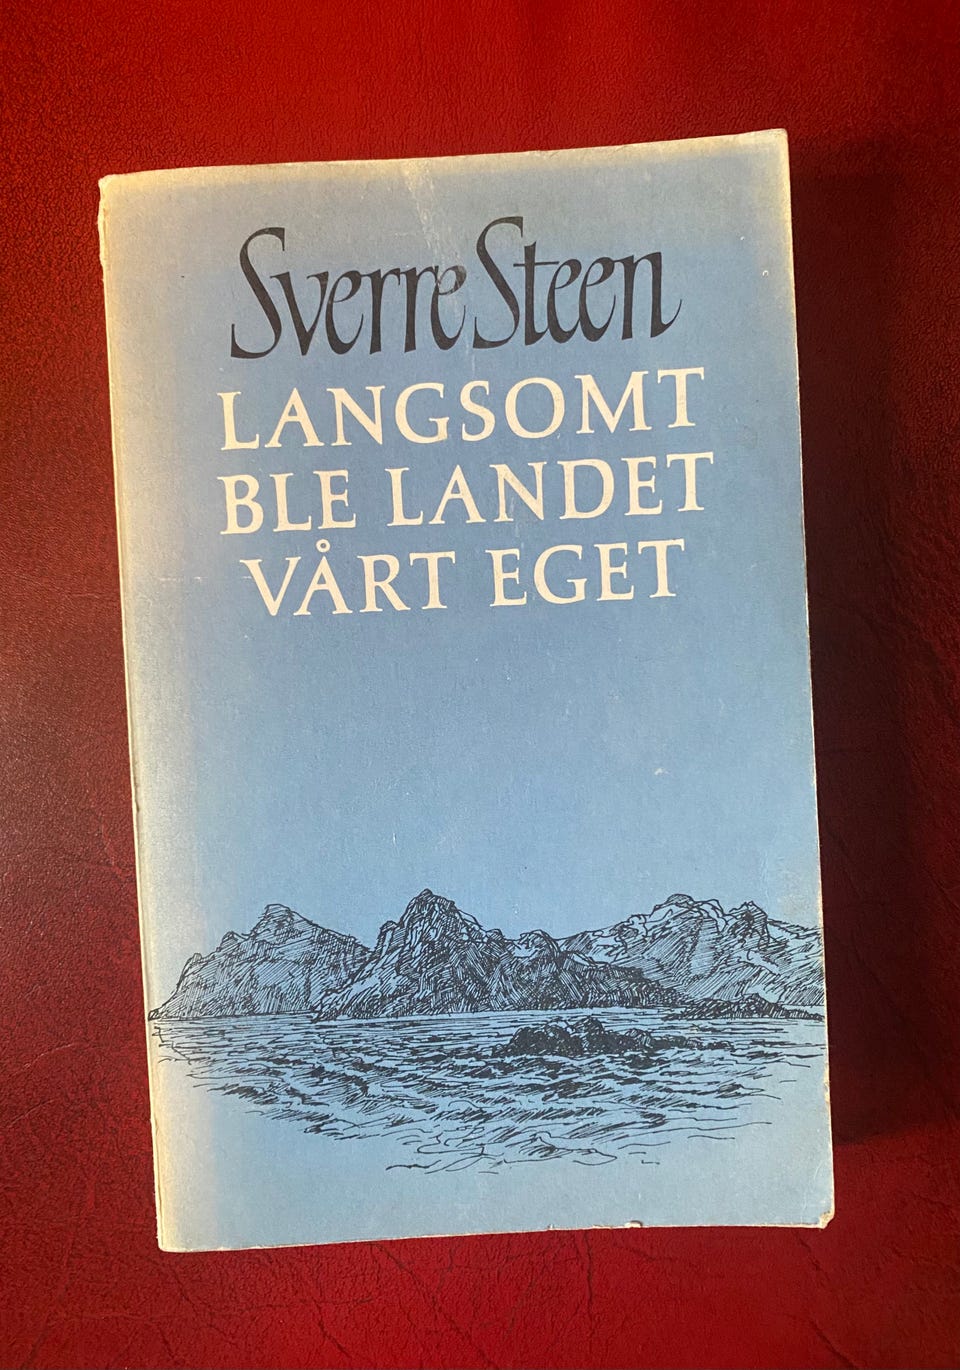 Sverre Steen
LANGSOMT
BLE LANDET
VÅRT EGET